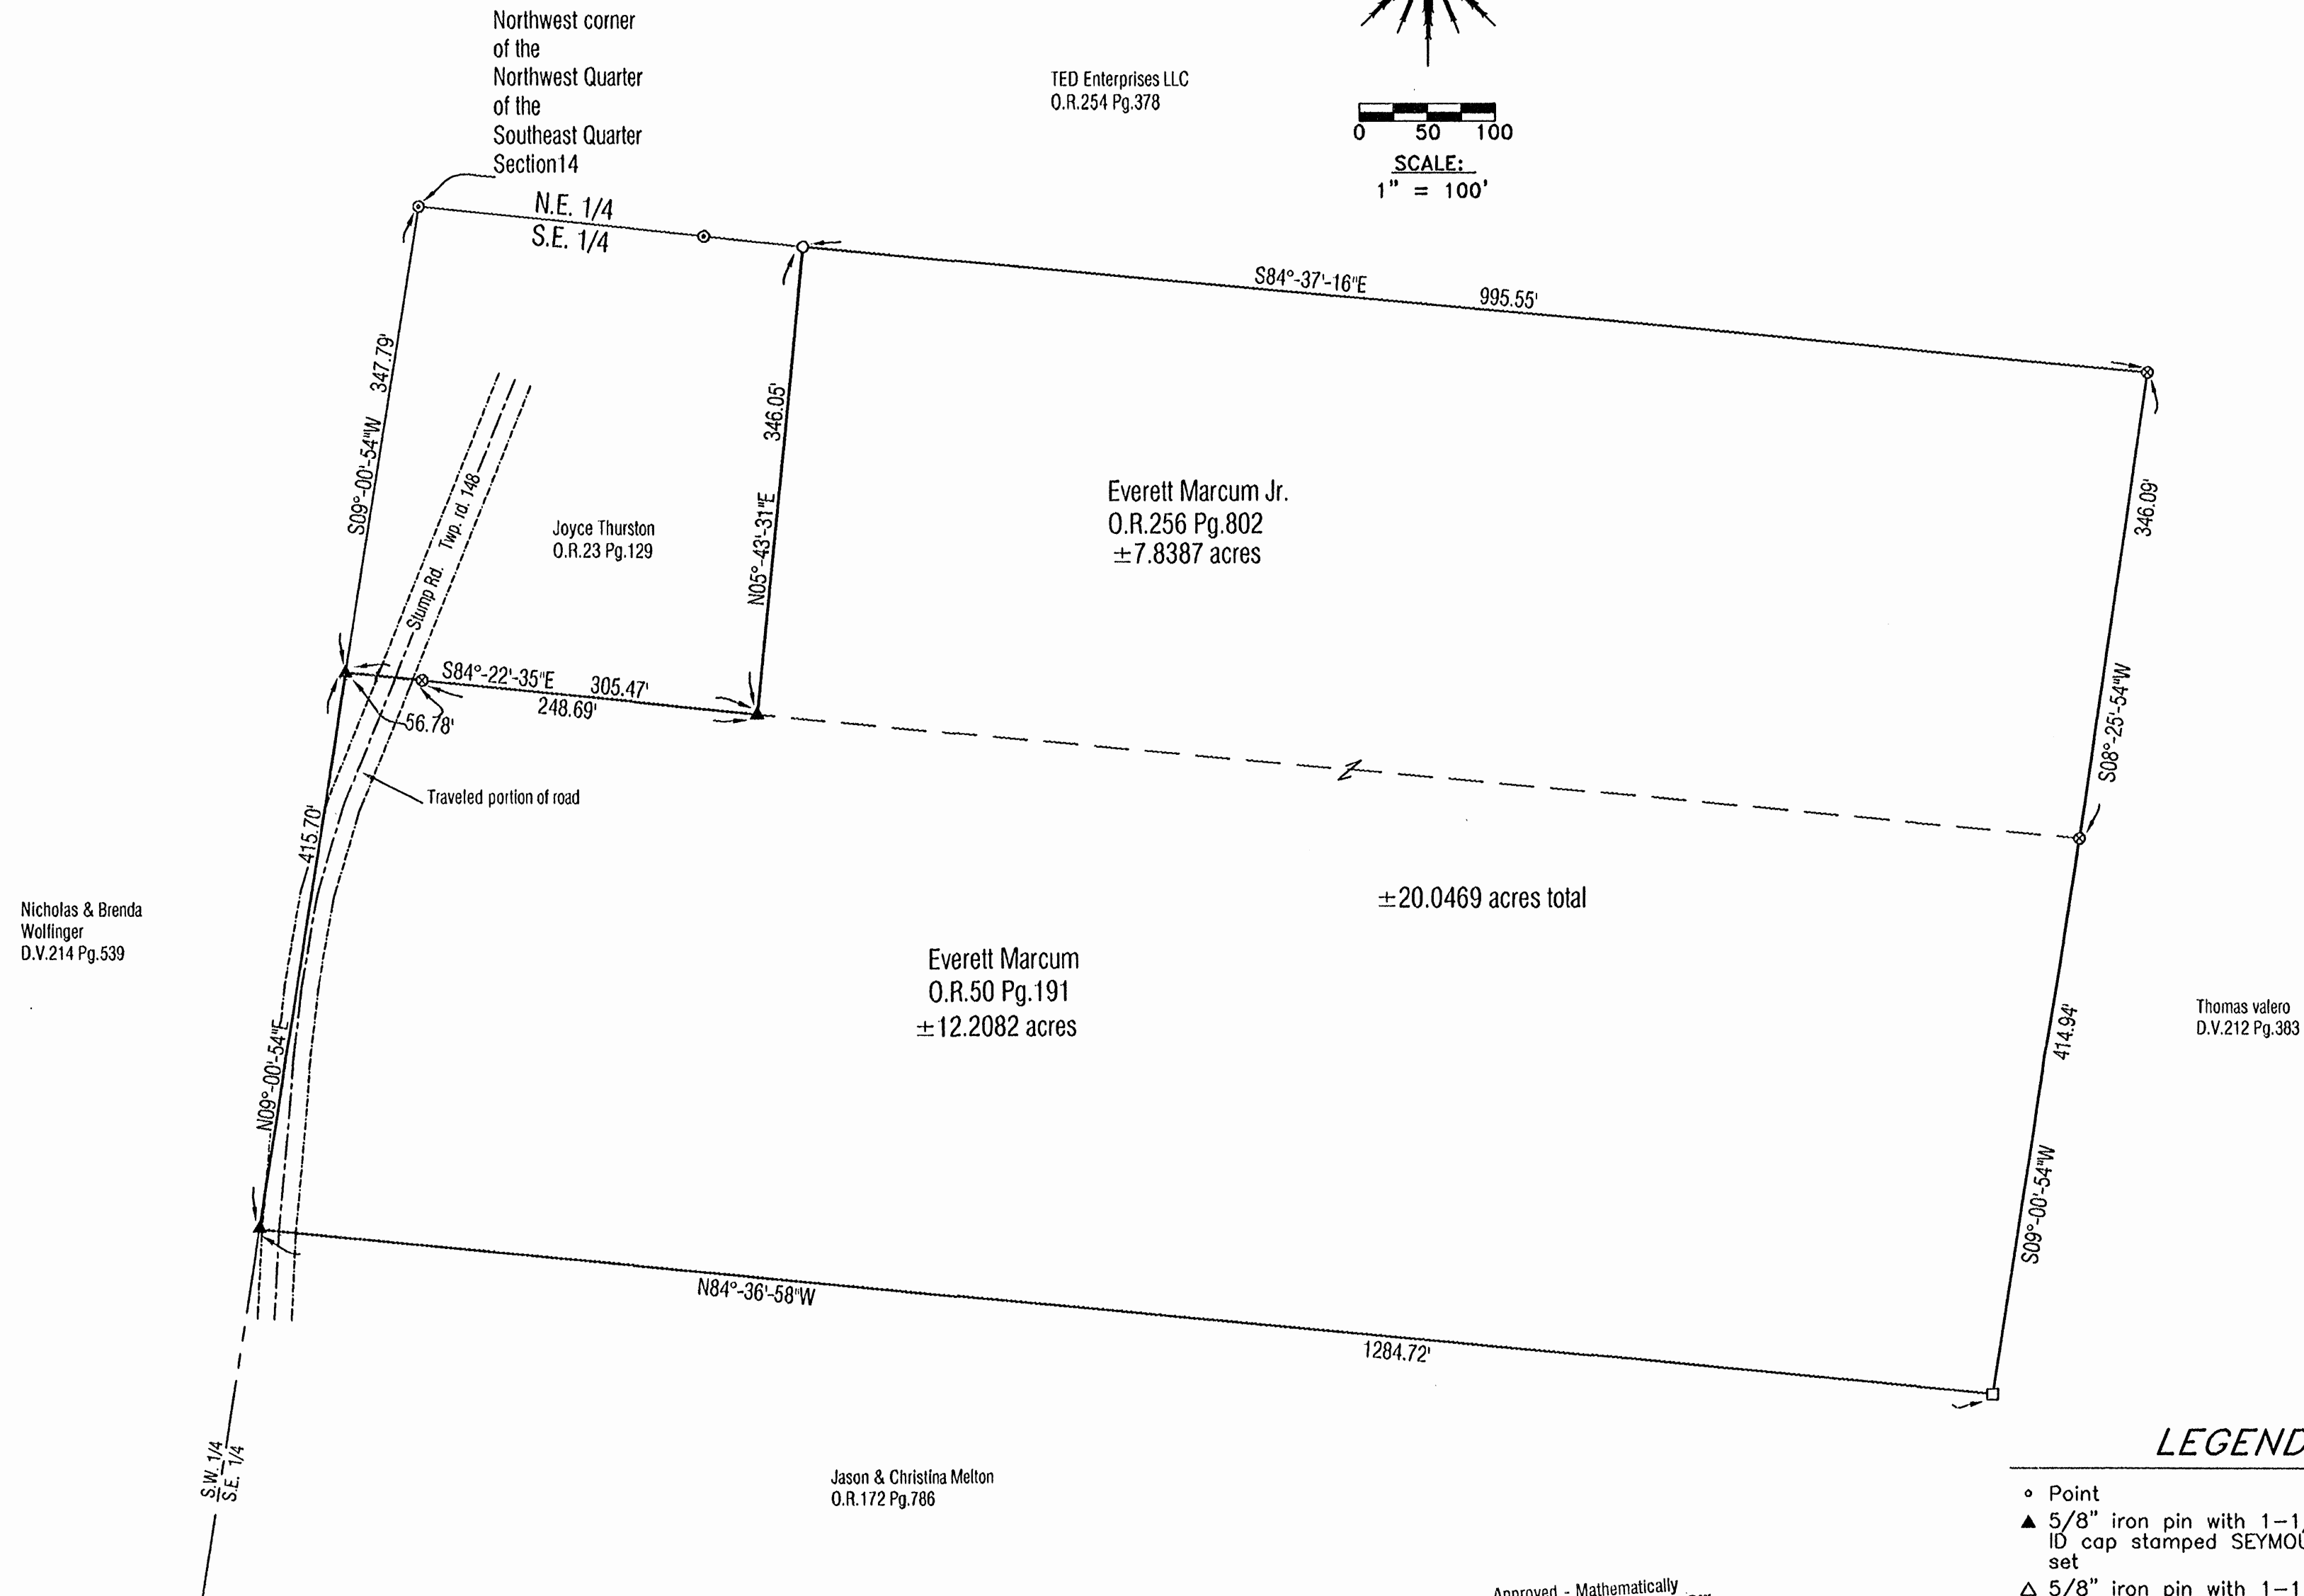 Northwest corner
of the
Northwest Quarter
of the
Southeast Quarter
Section14
TED Enterprises LLC
O.R.254 Pg.378
0 50 100
SCALE:
1" = 100'
N.E. 1/4
S.E. 1/4
S84°-37'-16"E 995.55'
S09°-00'-54"W 347.79'
N05°-43'-31"E 346.05'
346.09'
S08°-25'-54"W
Stump Rd. Twp. rd. 148
Joyce Thurston
O.R.23 Pg.129
Everett Marcum Jr.
O.R.256 Pg.802
±7.8387 acres
S84°-22'-35"E 305.47'
248.69'
56.78'
Traveled portion of road
415.70'
N09°-00'-54"E
Nicholas & Brenda
Wolfinger
D.V.214 Pg.539
±20.0469 acres total
Everett Marcum
O.R.50 Pg.191
±12.2082 acres
Thomas valero
D.V.212 Pg.383
414.94'
S09°-00'-54"W
N84°-36'-58"W
1284.72'
S.W. 1/4
S.E. 1/4
Jason & Christina Melton
O.R.172 Pg.786
LEGEND
Point
5/8" iron pin with 1-1
ID cap stamped SEYMOU
set
5/8" iron pin with 1-1
Approved - Mathematically